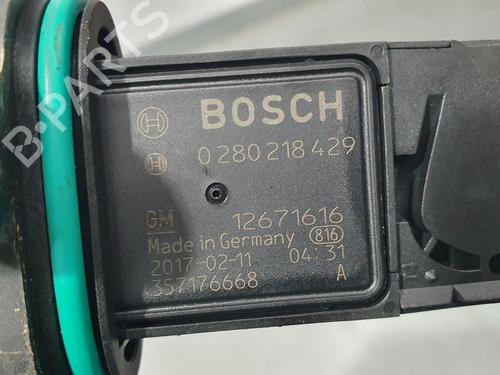 B-PARTS
BOSCH
0 280 218 429
GM 12671616
Made in Germany 816
2017-02-11 04:31
357176668 A